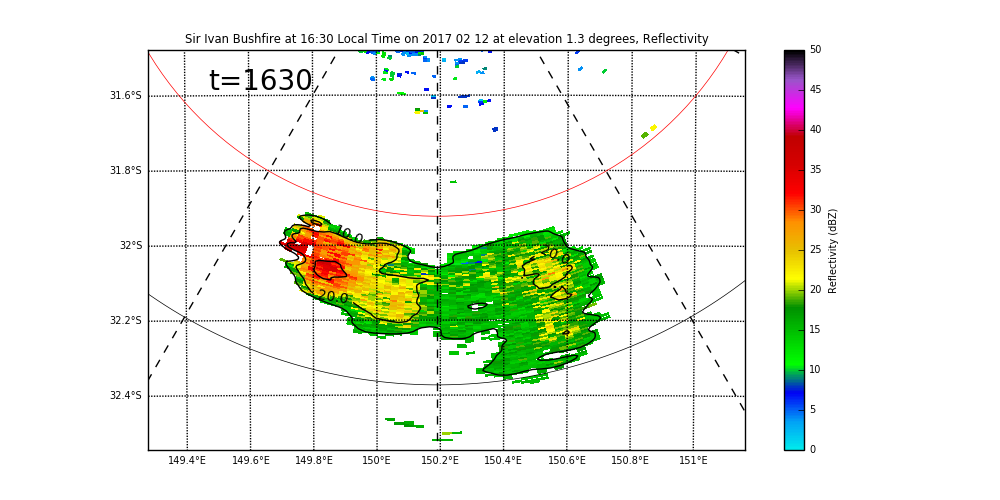 Sir Ivan Bushfire at 16:30 Local Time on 2017 02 12 at elevation 1.3 degrees, Reflectivity
t=1630
31.6°S
31.8°S
32°S
32.2°S
32.4°S
149.4°E 149.6°E 149.8°E 150°E 150.2°E 150.4°E 150.6°E 150.8°E 151°E
10.0
20.0
20.0
50
45
40
35
30
25
20
15
10
5
0
Reflectivity (dBZ)